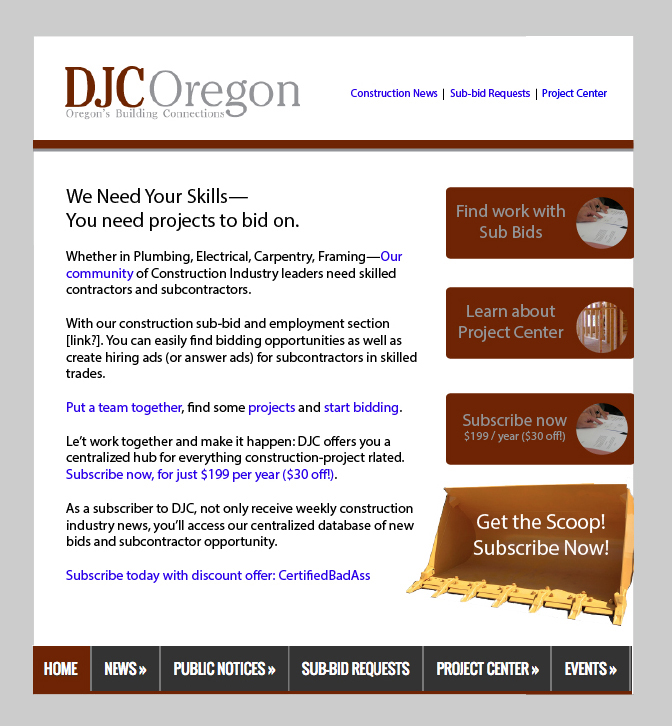 DJCOregon
Oregon's Building Connections
Construction News | Sub-bid Requests | Project Center
We Need Your Skills—
You need projects to bid on.
Whether in Plumbing, Electrical, Carpentry, Framing—Our
community of Construction Industry leaders need skilled
contractors and subcontractors.
With our construction sub-bid and employment section
[link?]. You can easily find bidding opportunities as well as
create hiring ads (or answer ads) for subcontractors in skilled
trades.
Put a team together, find some projects and start bidding.
Le't work together and make it happen: DJC offers you a
centralized hub for everything construction-project rlated.
Subscribe now, for just $199 per year ($30 off!).
As a subscriber to DJC, not only receive weekly construction
industry news, you'll access our centralized database of new
bids and subcontractor opportunity.
Subscribe today with discount offer: CertifiedBadAss
Find work with
Sub Bids
Learn about
Project Center
Subscribe now
$199 / year ($30 off!)
Get the Scoop!
Subscribe Now!
HOME NEWS » PUBLIC NOTICES » SUB-BID REQUESTS PROJECT CENTER » EVENTS »